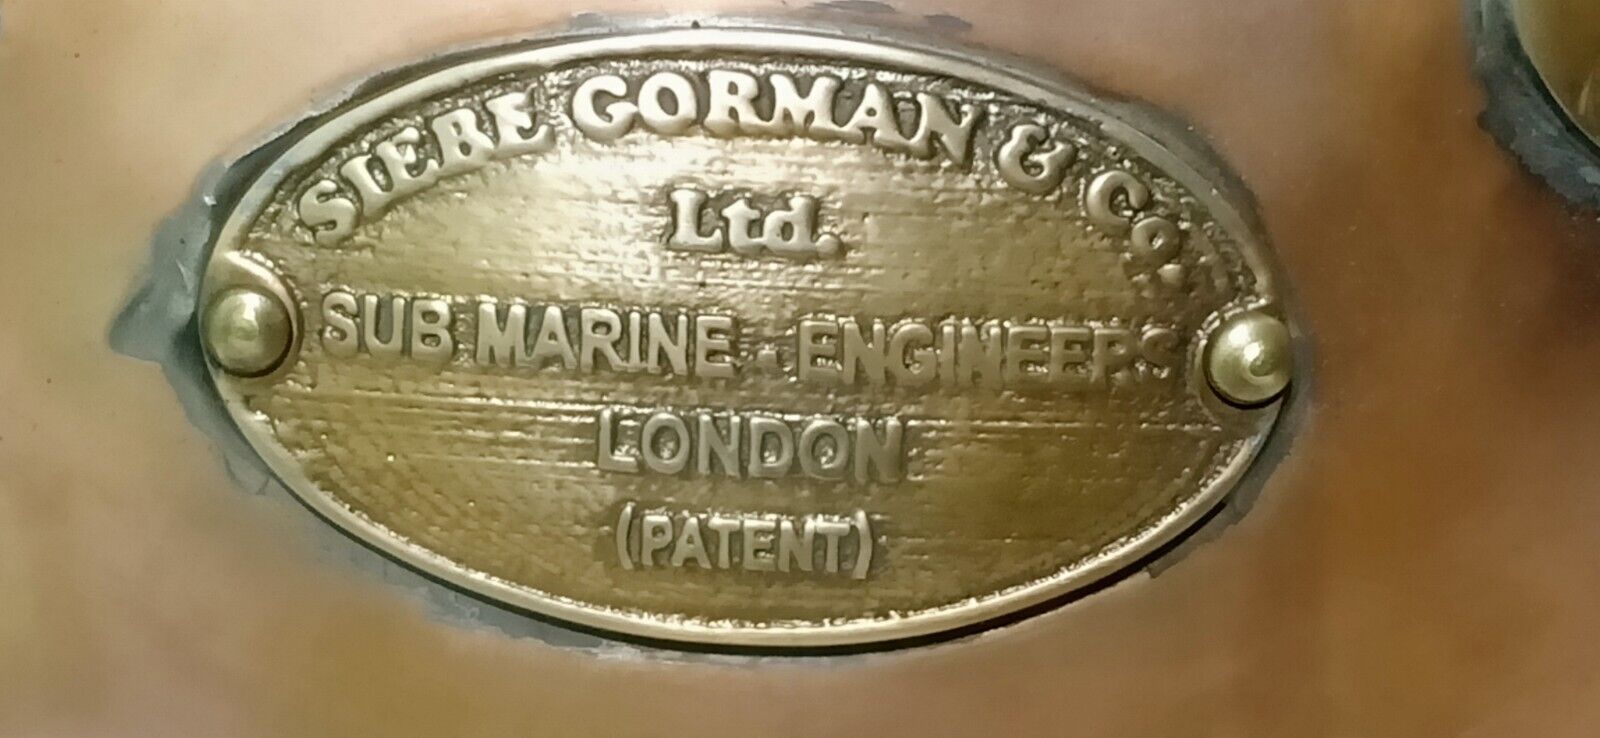 SIEBE GORMAN & Co.
Ltd.
SUB MARINE - ENGINEERS
LONDON
(PATENT)